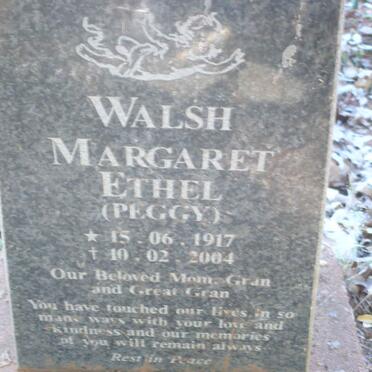 WALSH
MARGARET
ETHEL
(PEGGY)
★ 15 . 06 . 1917
† 10 . 02 . 2004
Our Beloved Mom, Gran
and Great Gran
You have touched our lives in so
many ways with your love and
kindness and our memories
of you will remain always
Rest in Peace